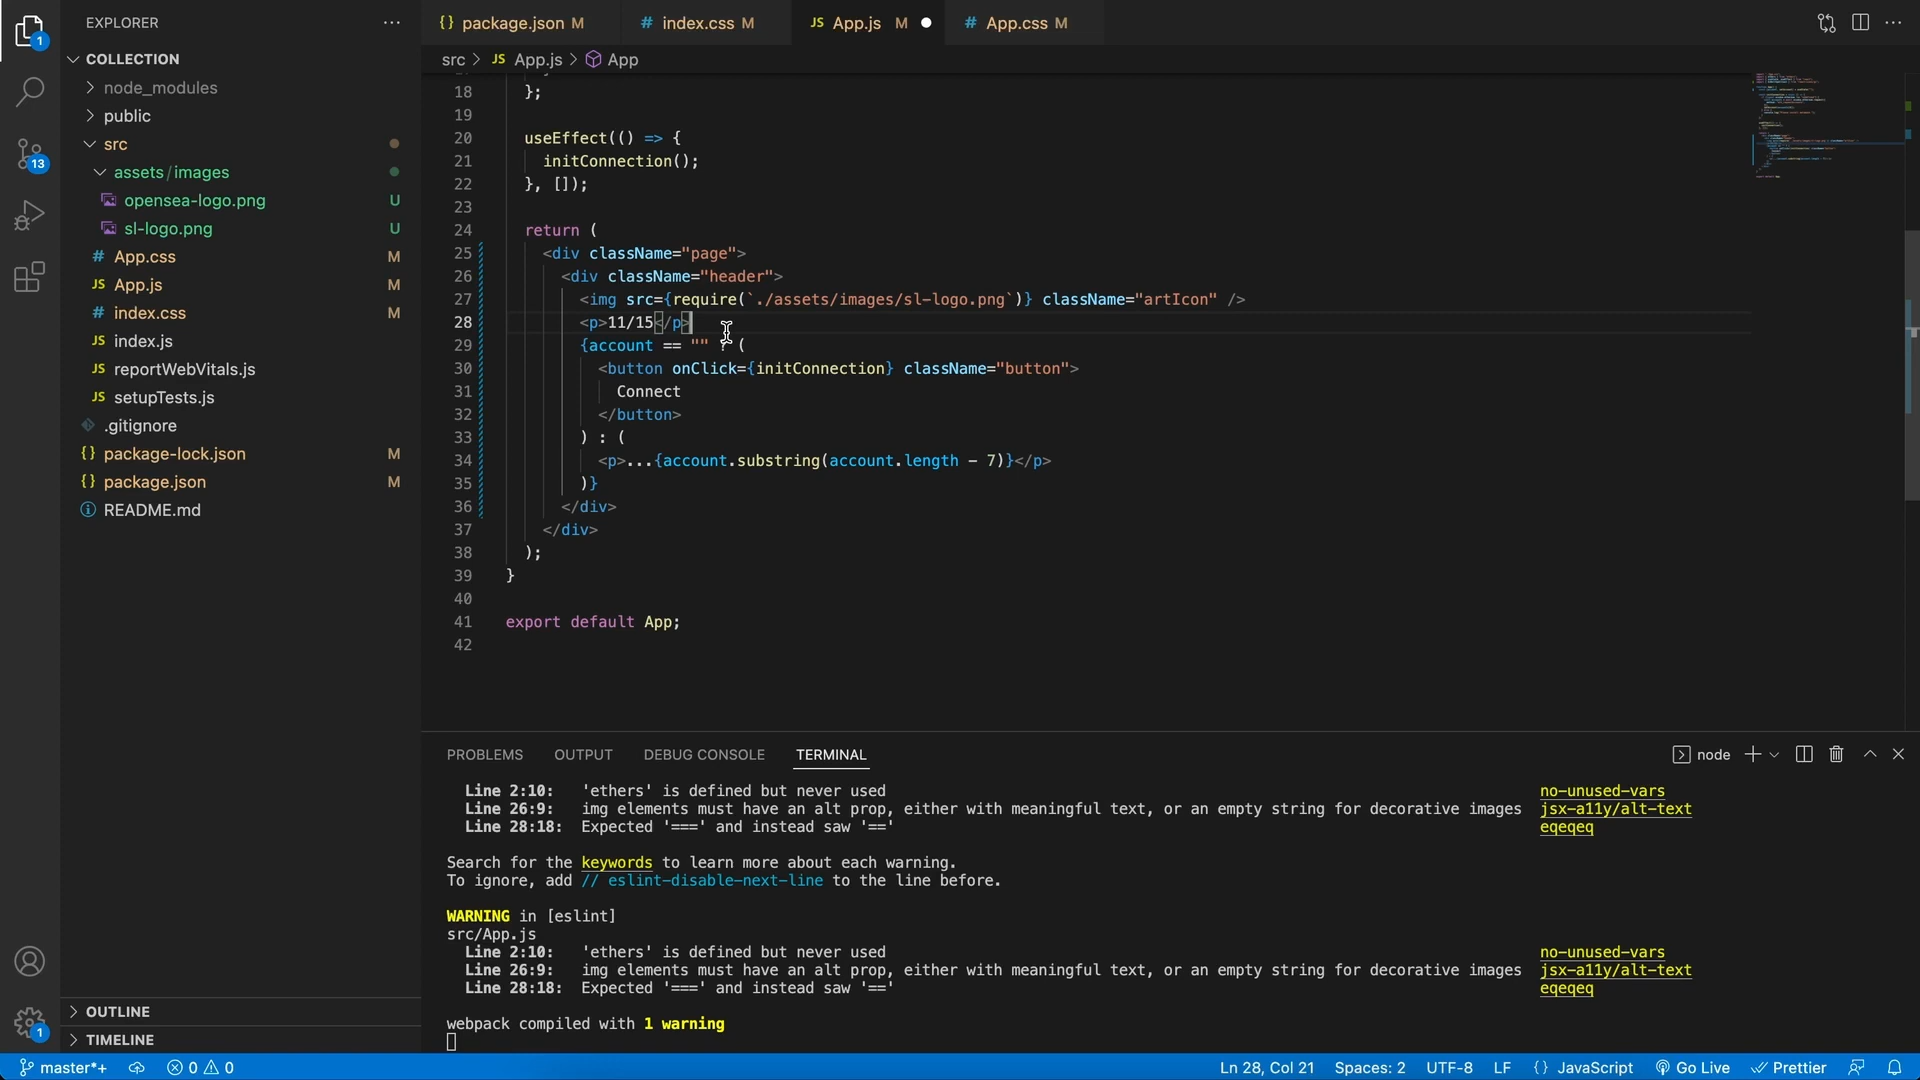 EXPLORER
COLLECTION
node_modules
public
src
assets/images
opensea-logo.png U
sl-logo.png U
# App.css M
JS App.js M
# index.css M
JS index.js
JS reportWebVitals.js
JS setupTests.js
.gitignore
{} package-lock.json M
{} package.json M
README.md
OUTLINE
TIMELINE
1
13
1
{} package.json M
# index.css M
JS App.js M
# App.css M
src > JS App.js > App
18 };
19
20 useEffect(() => {
21 initConnection();
22 }, []);
23
24 return (
25 <div className="page">
26 <div className="header">
27 <img src={require(`./assets/images/sl-logo.png`)} className="artIcon" />
28 <p>11/15</p>
29 {account == "" ? (
30 <button onClick={initConnection} className="button">
31 Connect
32 </button>
33 ) : (
34 <p>...{account.substring(account.length - 7)}</p>
35 )}
36 </div>
37 </div>
38 );
39 }
40
41 export default App;
42
PROBLEMS OUTPUT DEBUG CONSOLE TERMINAL
node
Line 2:10: 'ethers' is defined but never used no-unused-vars
Line 26:9: img elements must have an alt prop, either with meaningful text, or an empty string for decorative images jsx-a11y/alt-text
Line 28:18: Expected '===' and instead saw '==' eqeqeq
Search for the keywords to learn more about each warning.
To ignore, add // eslint-disable-next-line to the line before.
WARNING in [eslint]
src/App.js
Line 2:10: 'ethers' is defined but never used no-unused-vars
Line 26:9: img elements must have an alt prop, either with meaningful text, or an empty string for decorative images jsx-a11y/alt-text
Line 28:18: Expected '===' and instead saw '==' eqeqeq
webpack compiled with 1 warning
master*+ 0 0 Ln 28, Col 21 Spaces: 2 UTF-8 LF {} JavaScript Go Live Prettier